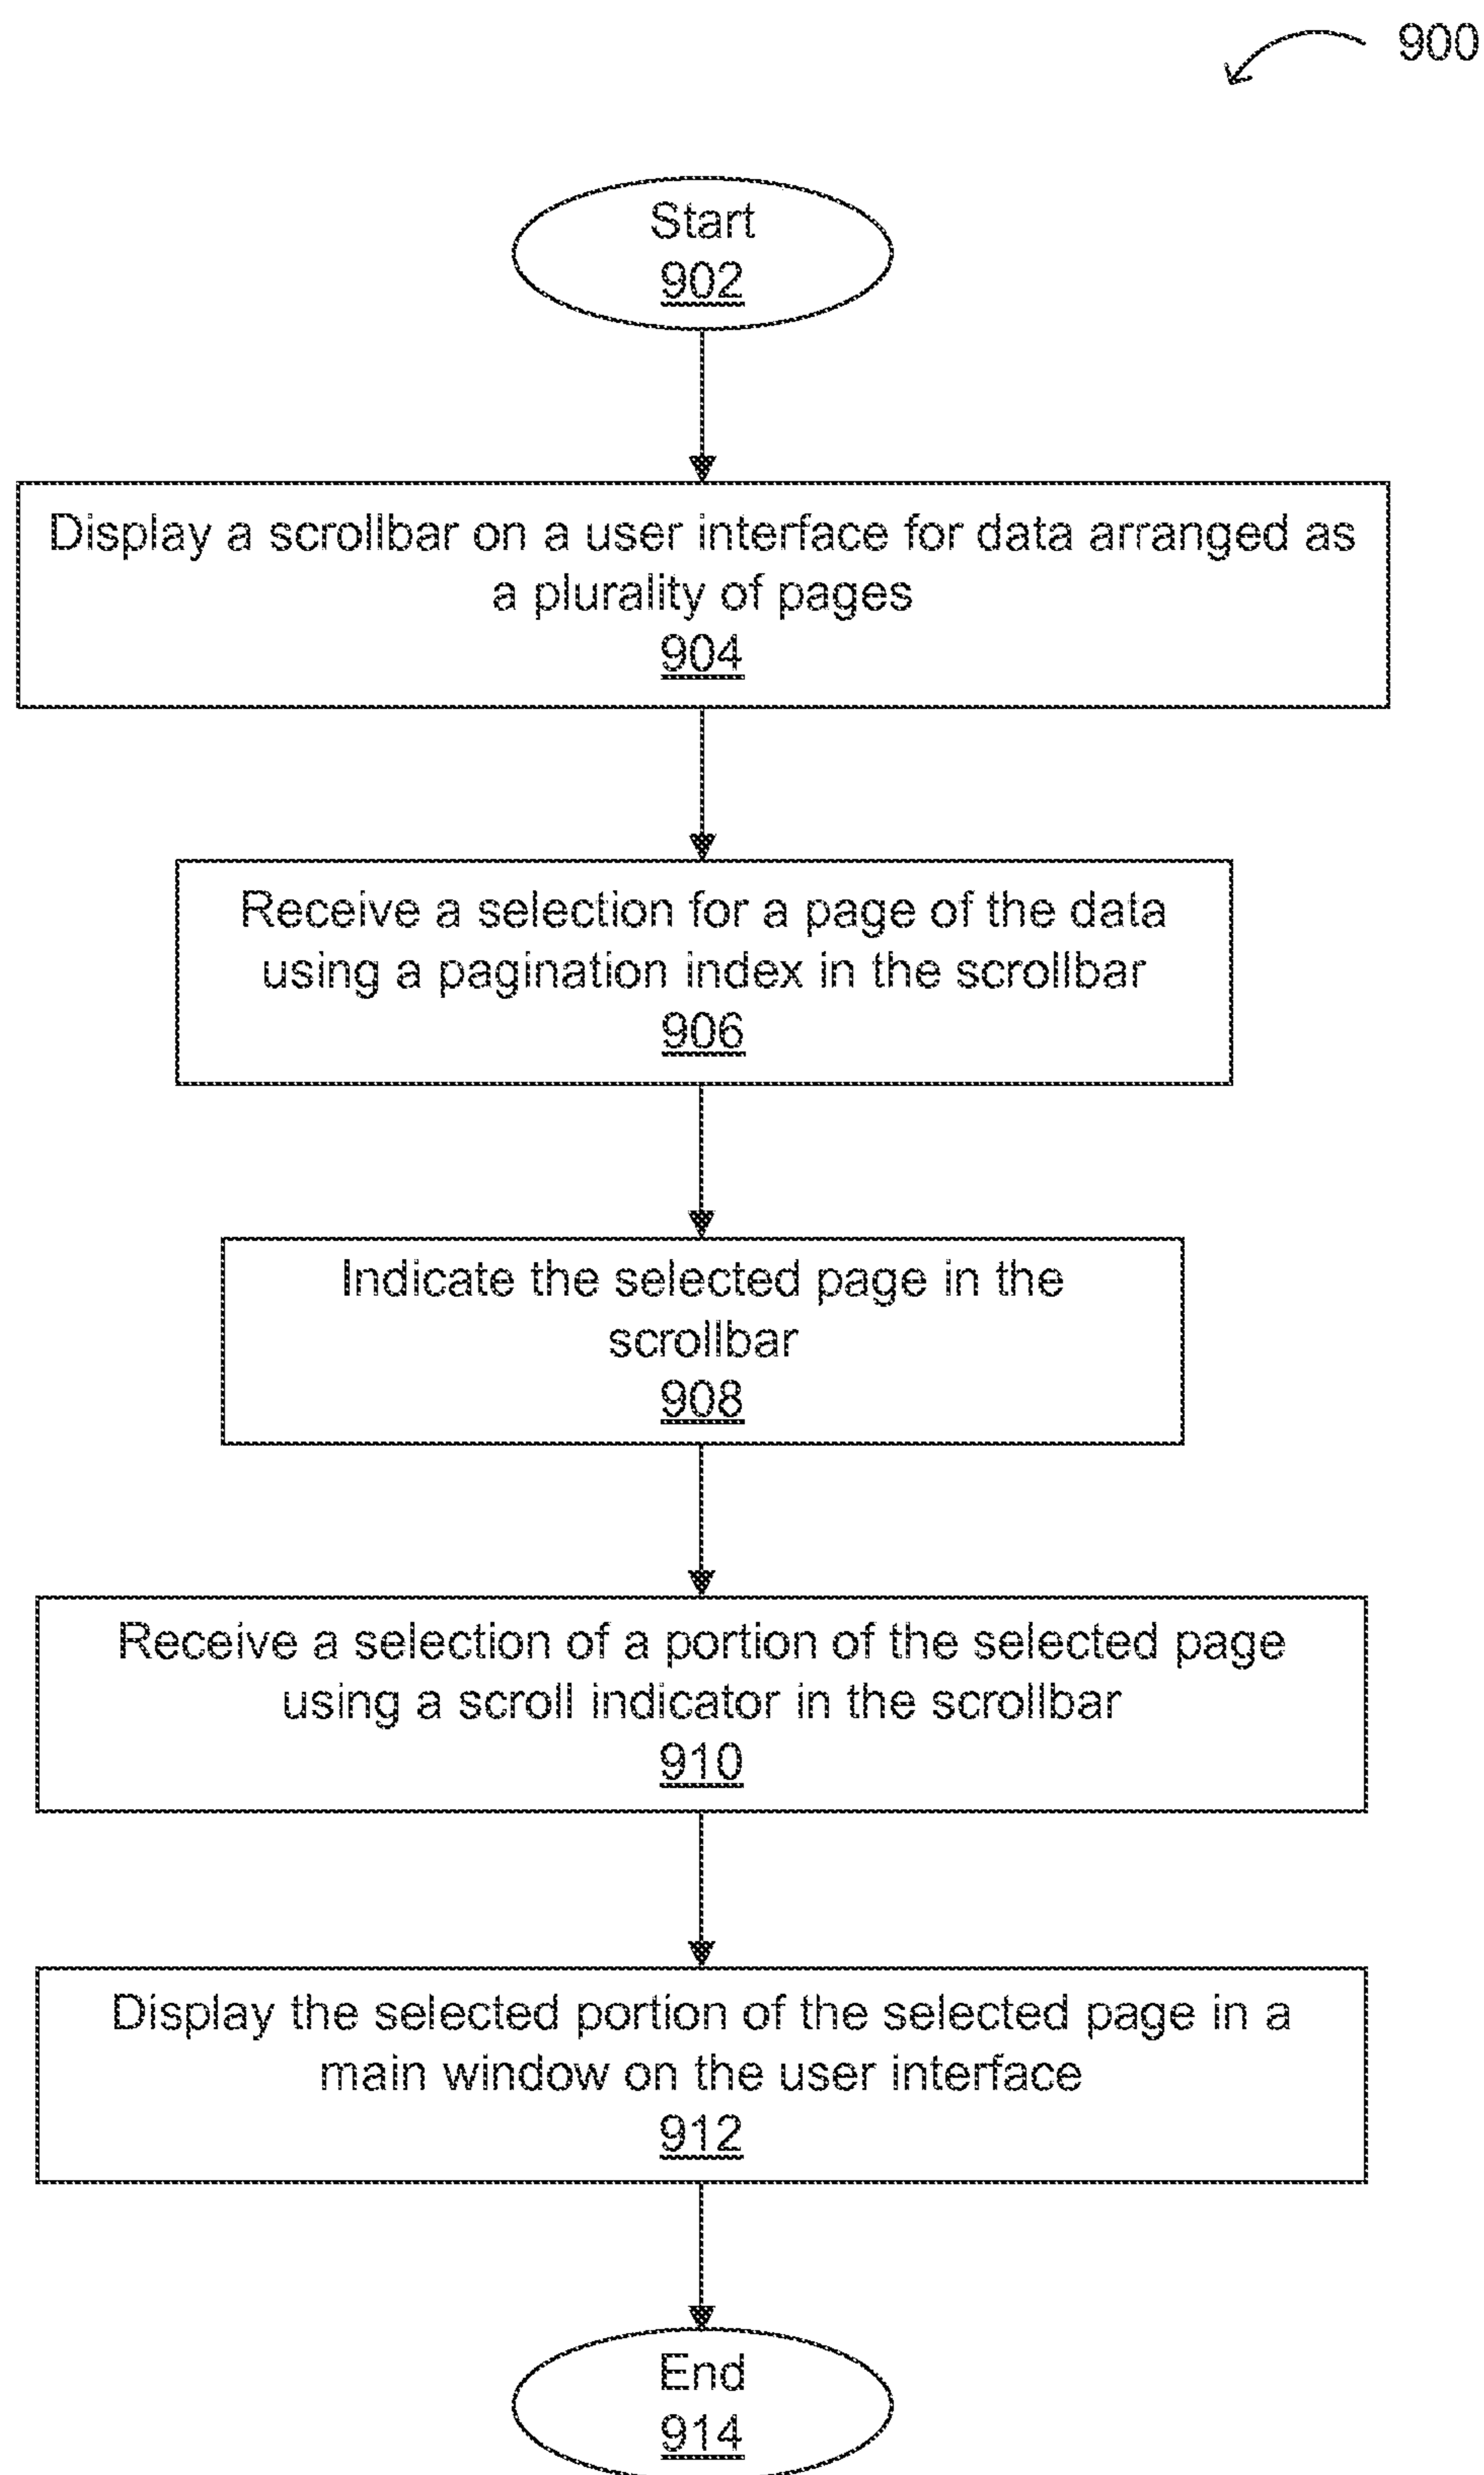 900
Start
902
Display a scrollbar on a user interface for data arranged as
a plurality of pages
904
Receive a selection for a page of the data
using a pagination index in the scrollbar
906
Indicate the selected page in the
scrollbar
908
Receive a selection of a portion of the selected page
using a scroll indicator in the scrollbar
910
Display the selected portion of the selected page in a
main window on the user interface
912
End
914